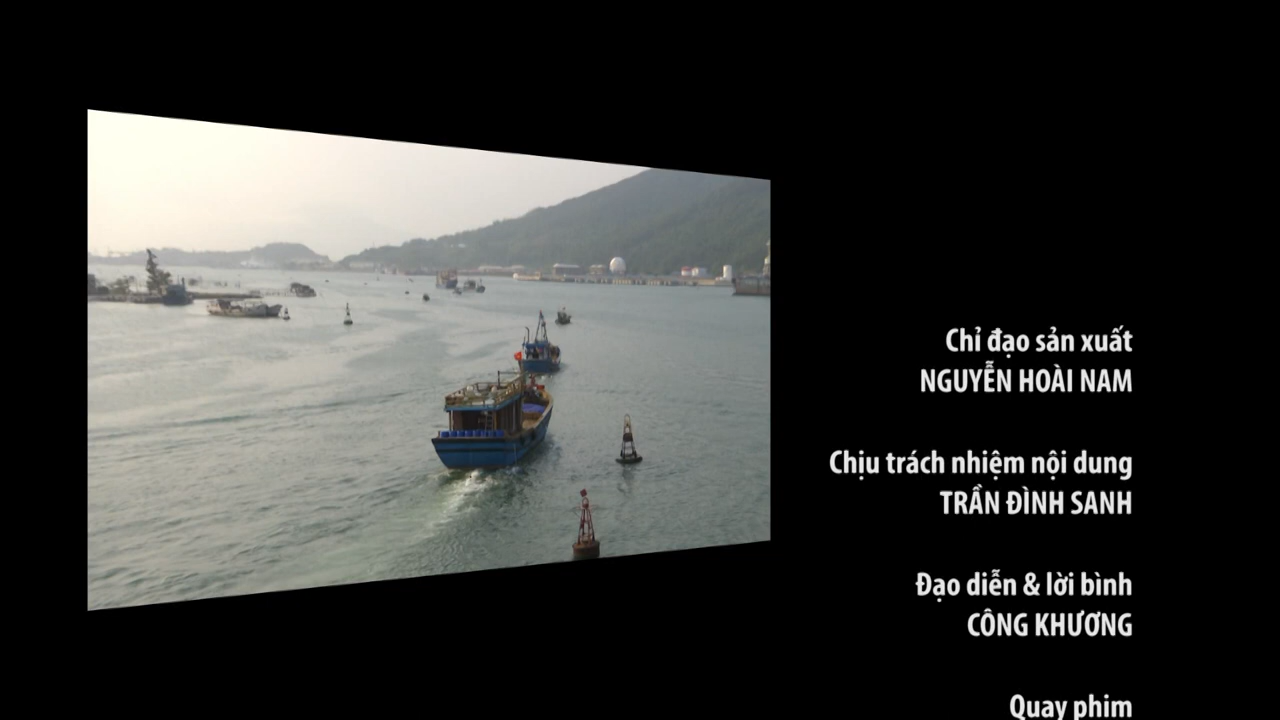 Chỉ đạo sản xuất
NGUYỄN HOÀI NAM
Chịu trách nhiệm nội dung
TRẦN ĐÌNH SANH
Đạo diễn & lời bình
CÔNG KHƯƠNG
Quay phim